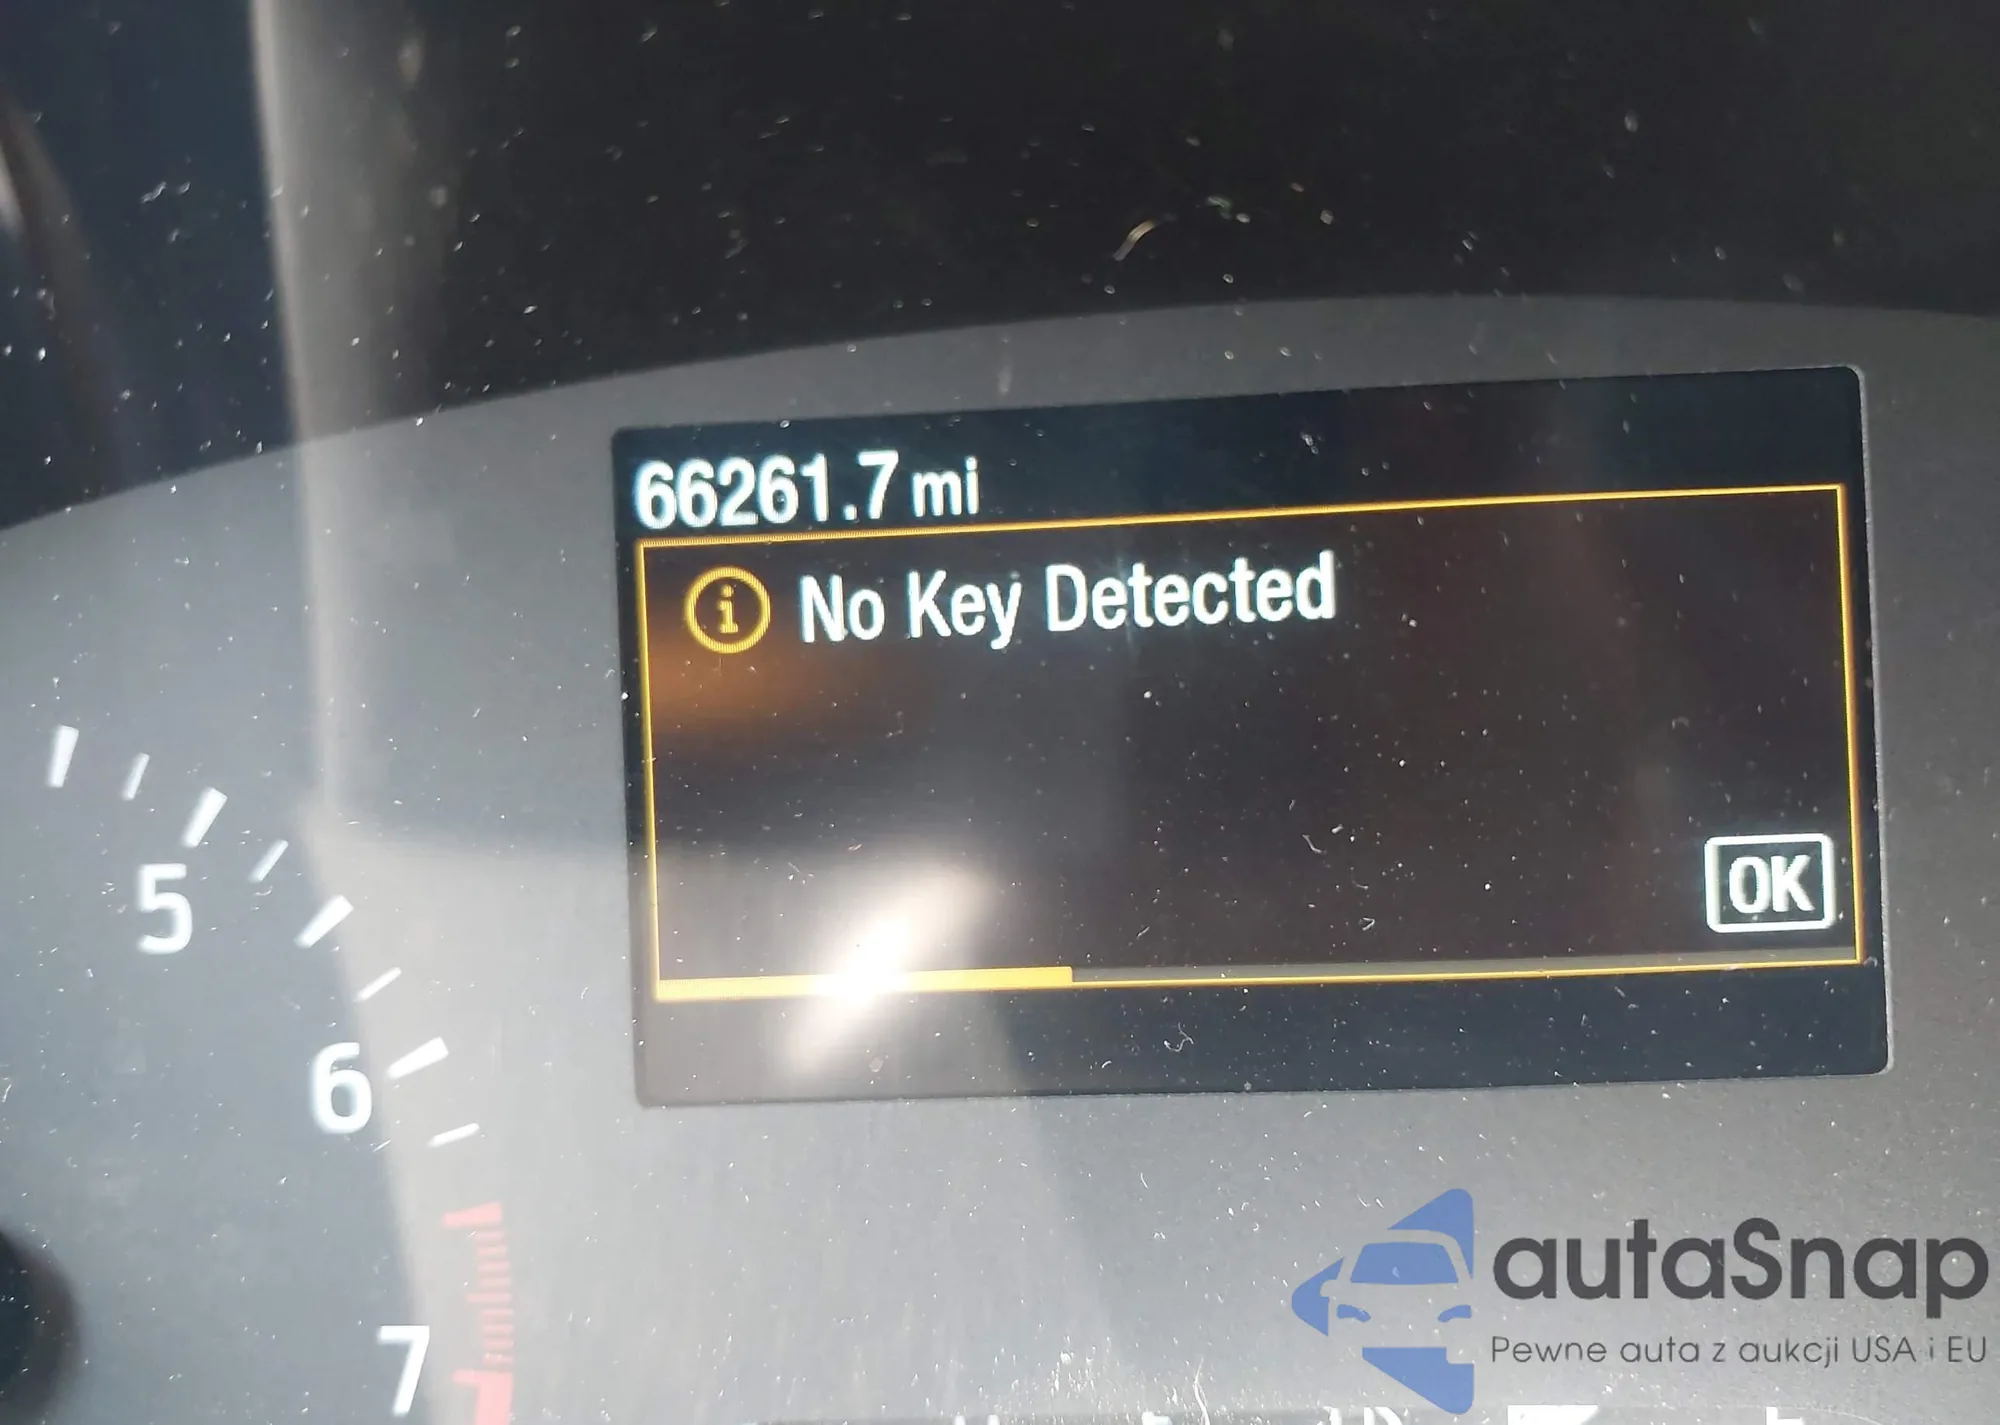 66261.7 mi
i No Key Detected
OK
5
6
7
autaSnap
Pewne auta z aukcji USA i EU